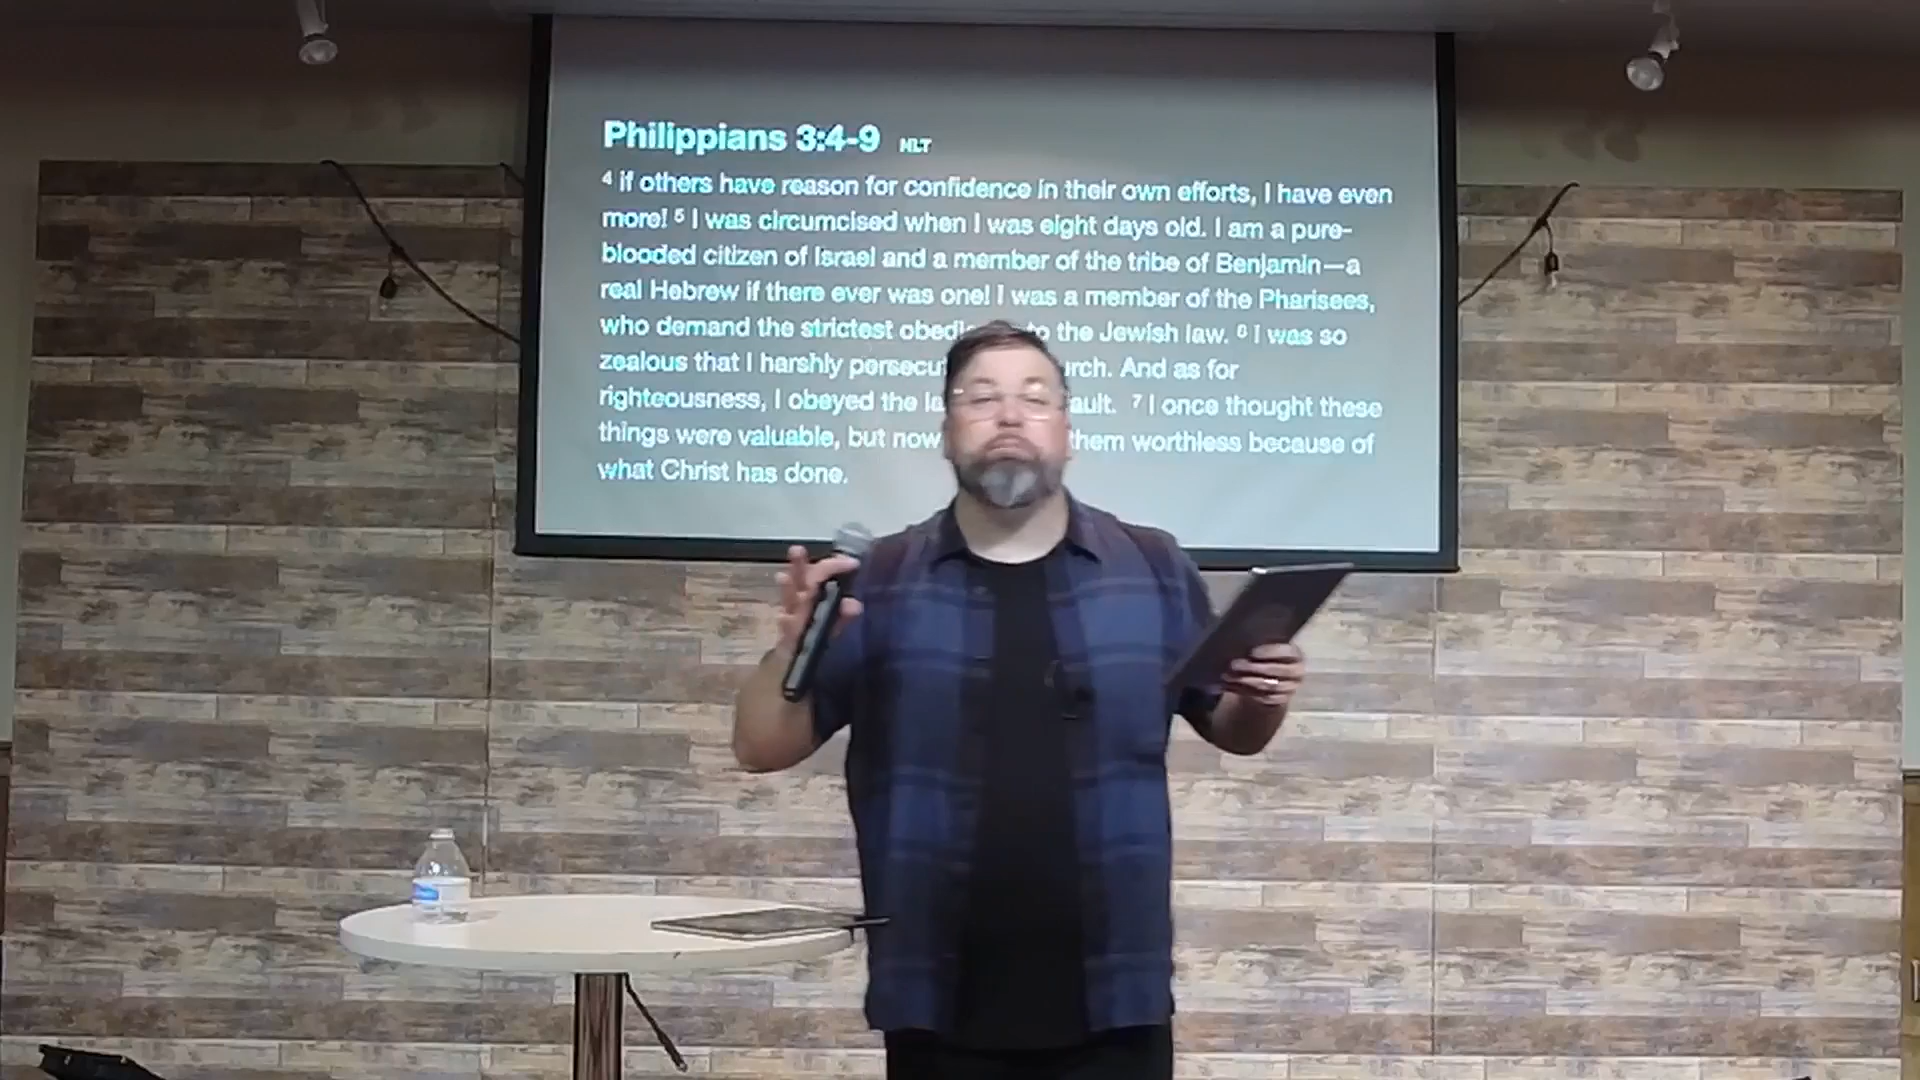 Philippians 3:4-9 NLT
4 if others have reason for confidence in their own efforts, I have even
more! 5 I was circumcised when I was eight days old. I am a pure-
blooded citizen of Israel and a member of the tribe of Benjamin—a
real Hebrew if there ever was one! I was a member of the Pharisees,
who demand the strictest to the Jewish law. 6 I was so
zealous that I harshly And as for
righteousness, I obeyed the 7 I once thought these
things were valuable, but now them worthless because of
what Christ has done.